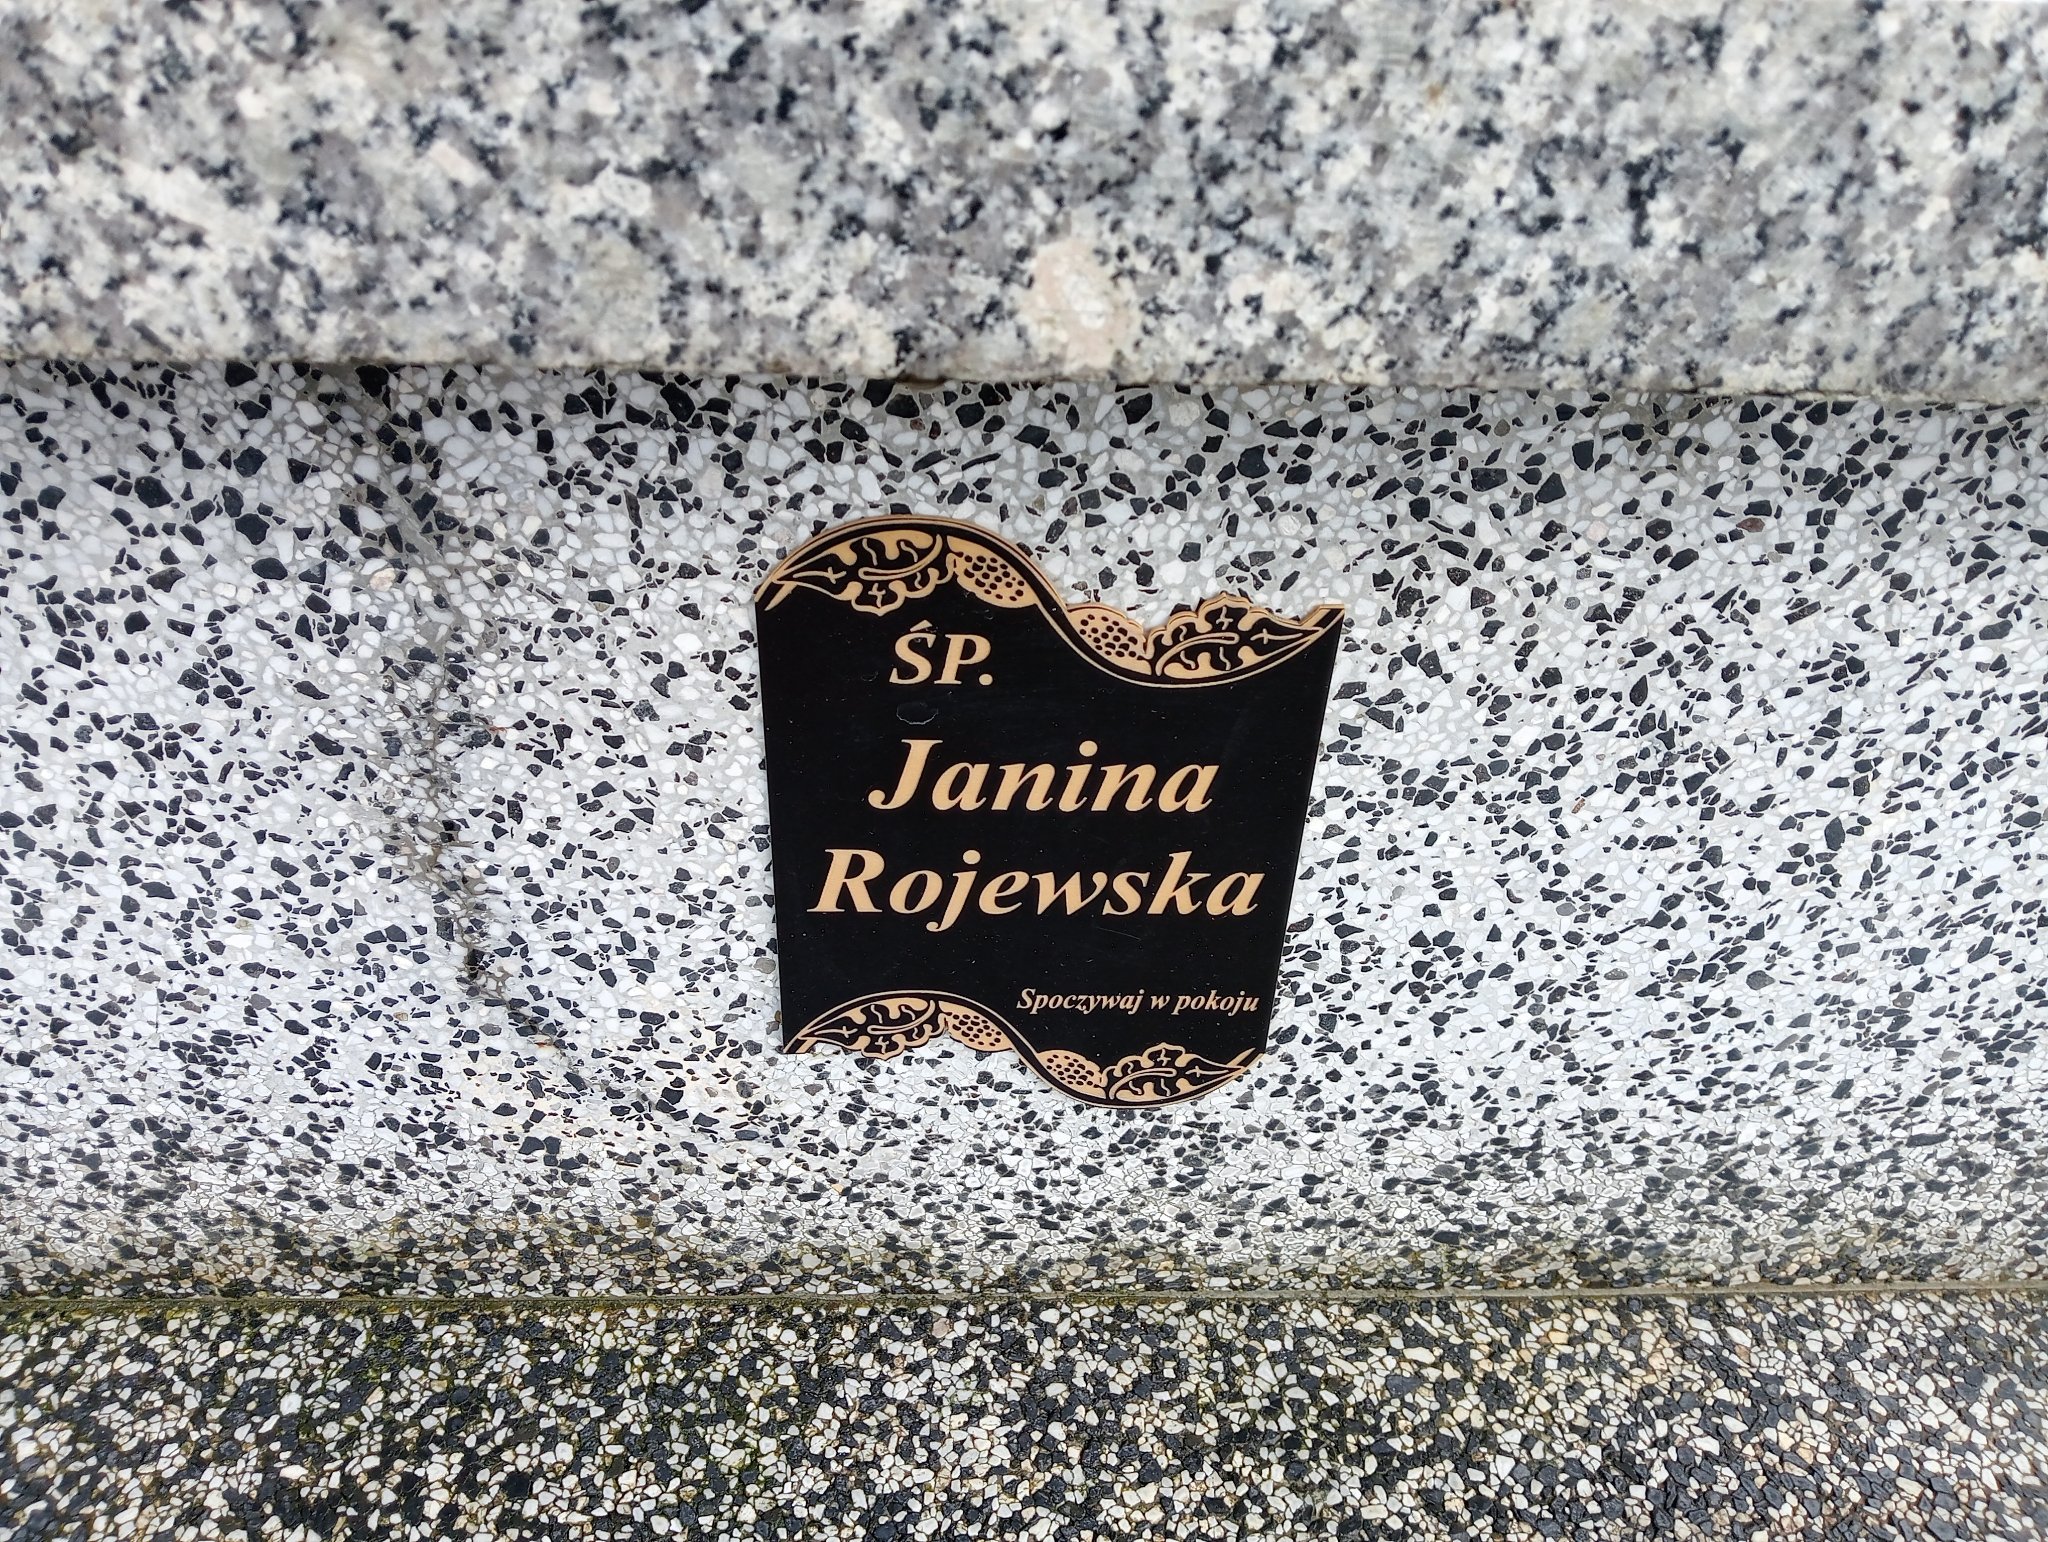 ŚP.
Janina
Rojewska
Spoczywaj w pokoju